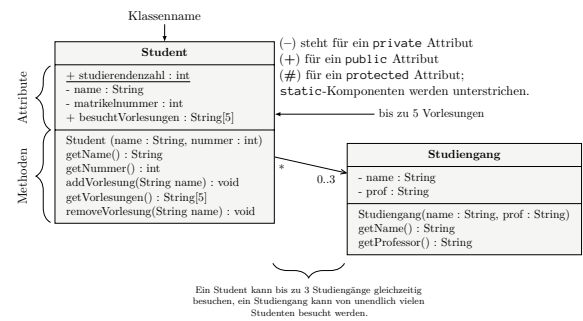 Klassenname
Student
+ studierendenzahl : int
- name : String
- matrikelnummer : int
+ besuchtVorlesungen : String[5]
Student (name : String, nummer : int)
getName() : String
getNummer() : int
addVorlesung(String name) : void
getVorlesungen() : String[5]
removeVorlesung(String name) : void
Attribute
Methoden
(–) steht für ein private Attribut
(+) für ein public Attribut
(#) für ein protected Attribut;
static-Komponenten werden unterstrichen.
bis zu 5 Vorlesungen
*
0..3
Studiengang
- name : String
- prof : String
Studiengang(name : String, prof : String)
getName() : String
getProfessor() : String
Ein Student kann bis zu 3 Studiengänge gleichzeitig
besuchen, ein Studiengang kann von unendlich vielen
Studenten besucht werden.